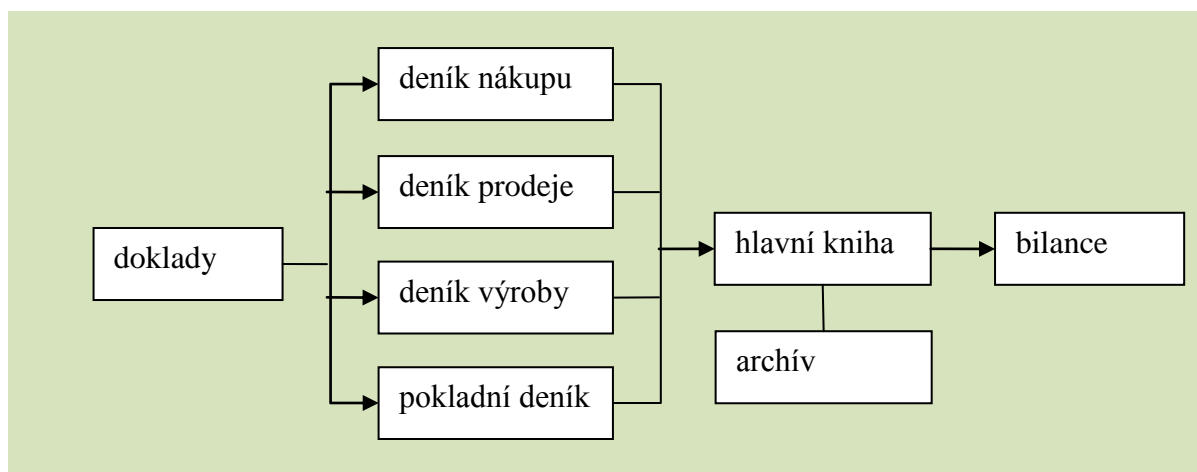 doklady
deník nákupu
deník prodeje
deník výroby
pokladní deník
hlavní kniha
archív
bilance